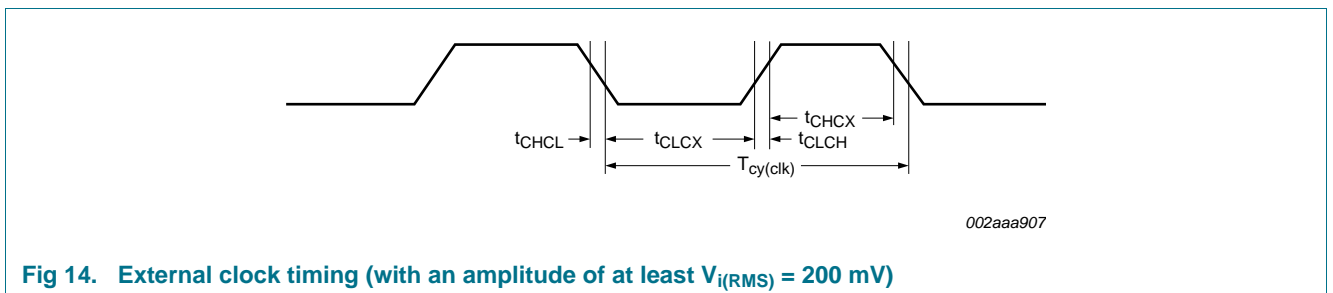 tCHCX
tCHCL
tCLCX
tCLCH
Tcy(clk)
002aaa907
Fig 14. External clock timing (with an amplitude of at least Vi(RMS) = 200 mV)